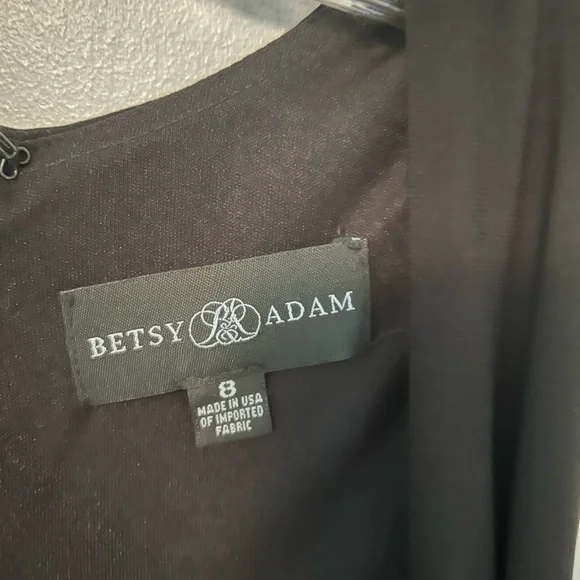 BETSY B&A ADAM
8
MADE IN USA
OF IMPORTED
FABRIC